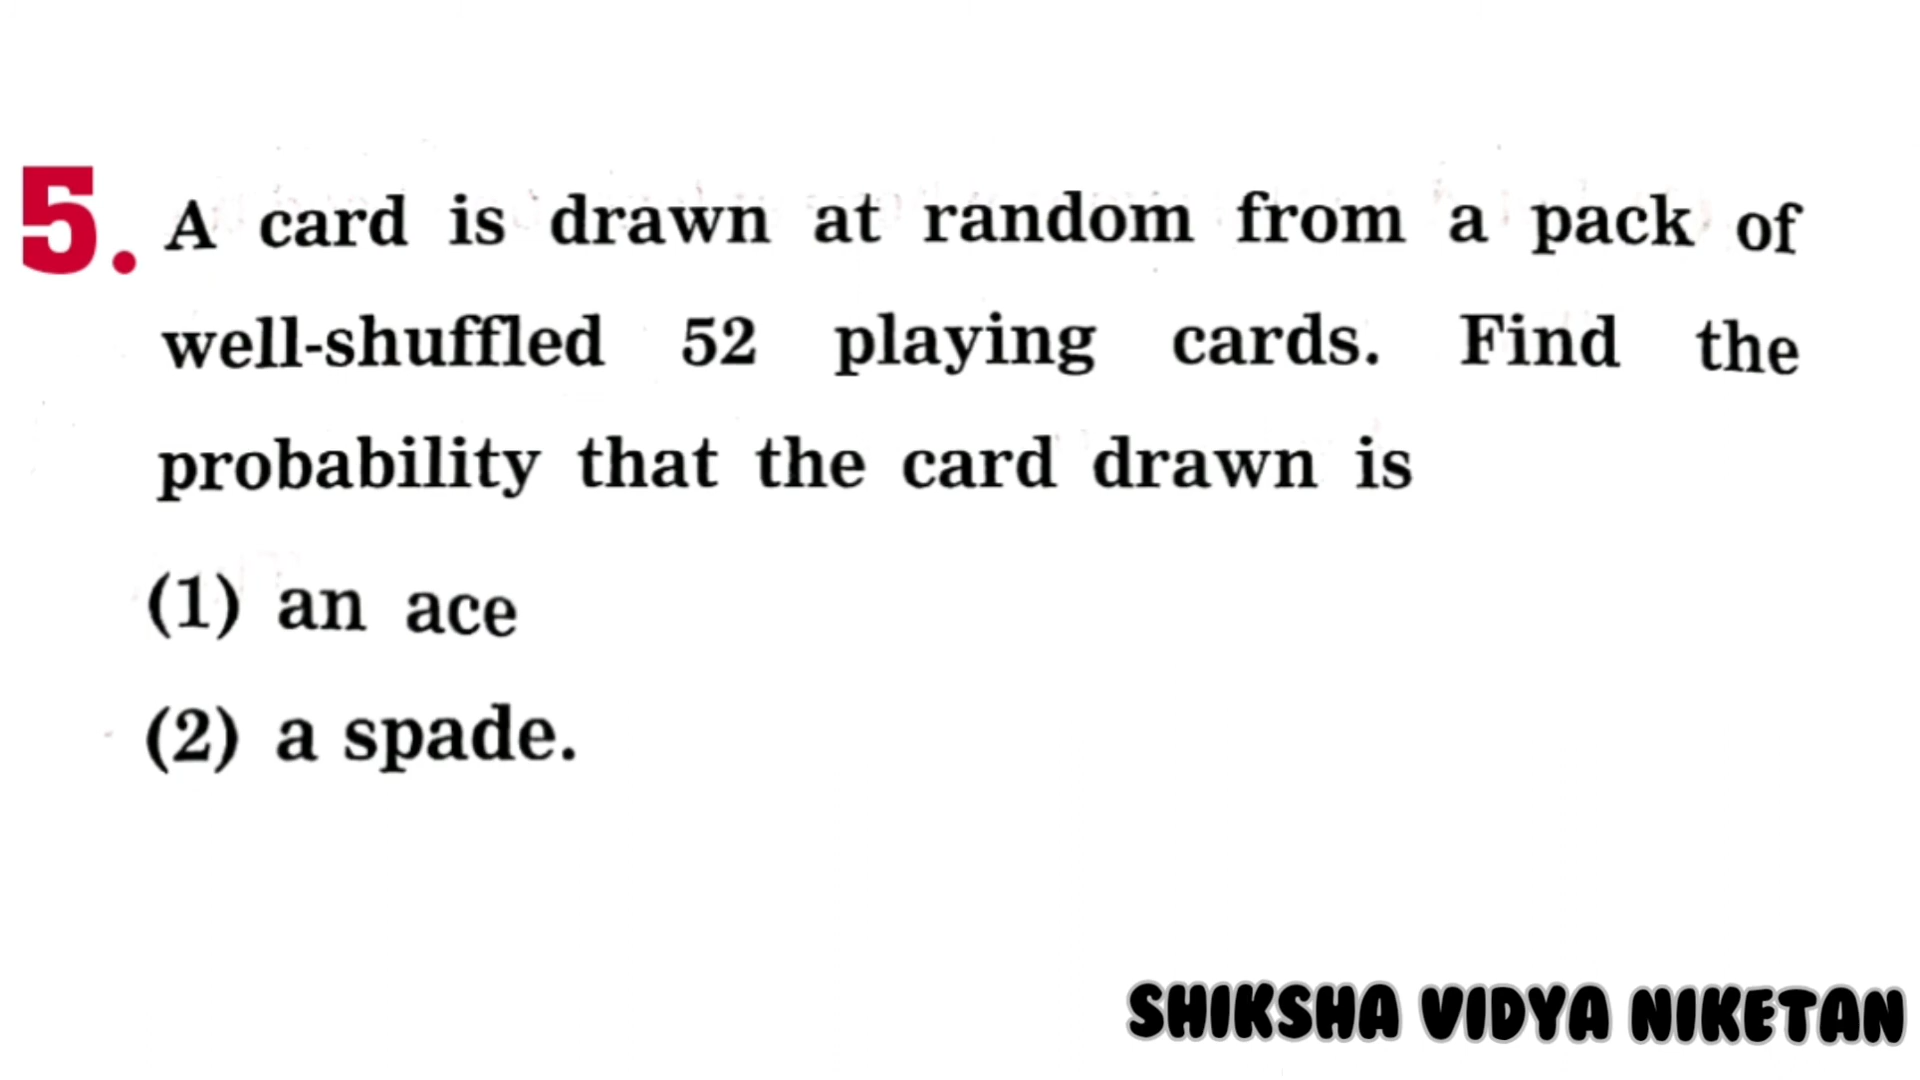 5. A card is drawn at random from a pack of
well-shuffled 52 playing cards. Find the
probability that the card drawn is
(1) an ace
(2) a spade.
SHIKSHA VIDYA NIKETAN